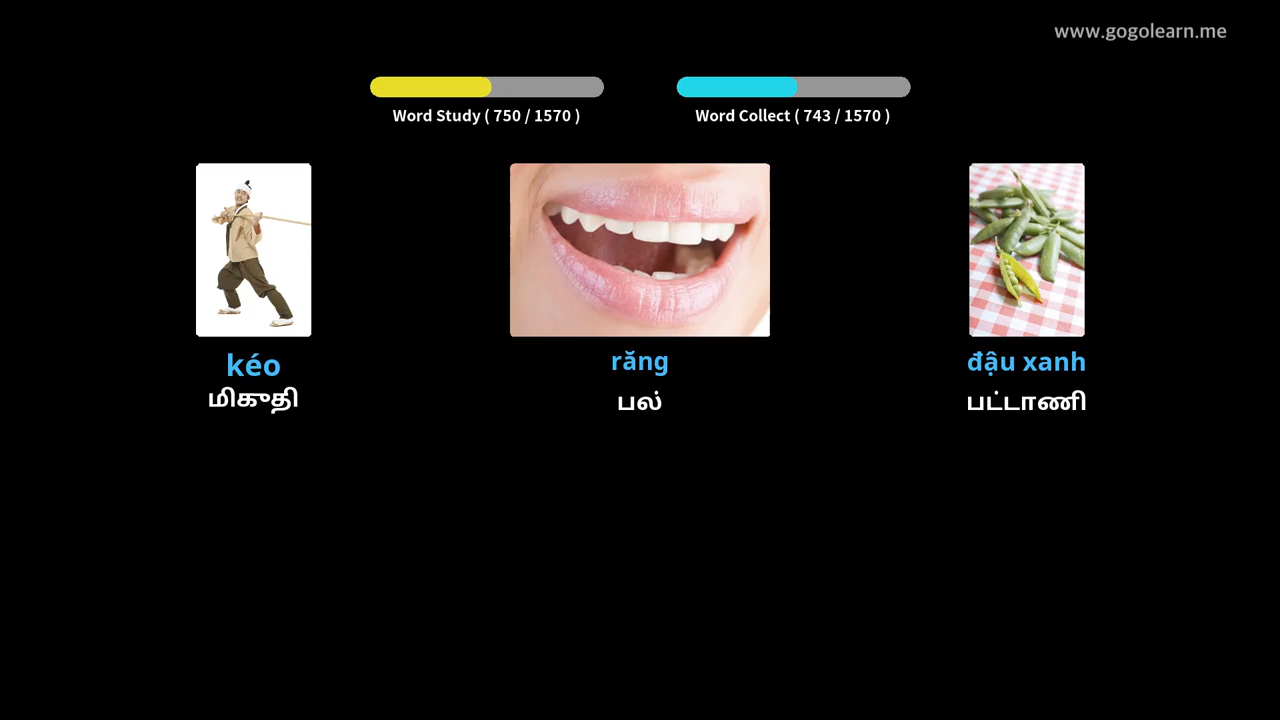 www.gogolearn.me
Word Study ( 750 / 1570 )
Word Collect ( 743 / 1570 )
kéo
மிகுதி
răng
பல்
đậu xanh
பட்டாணி